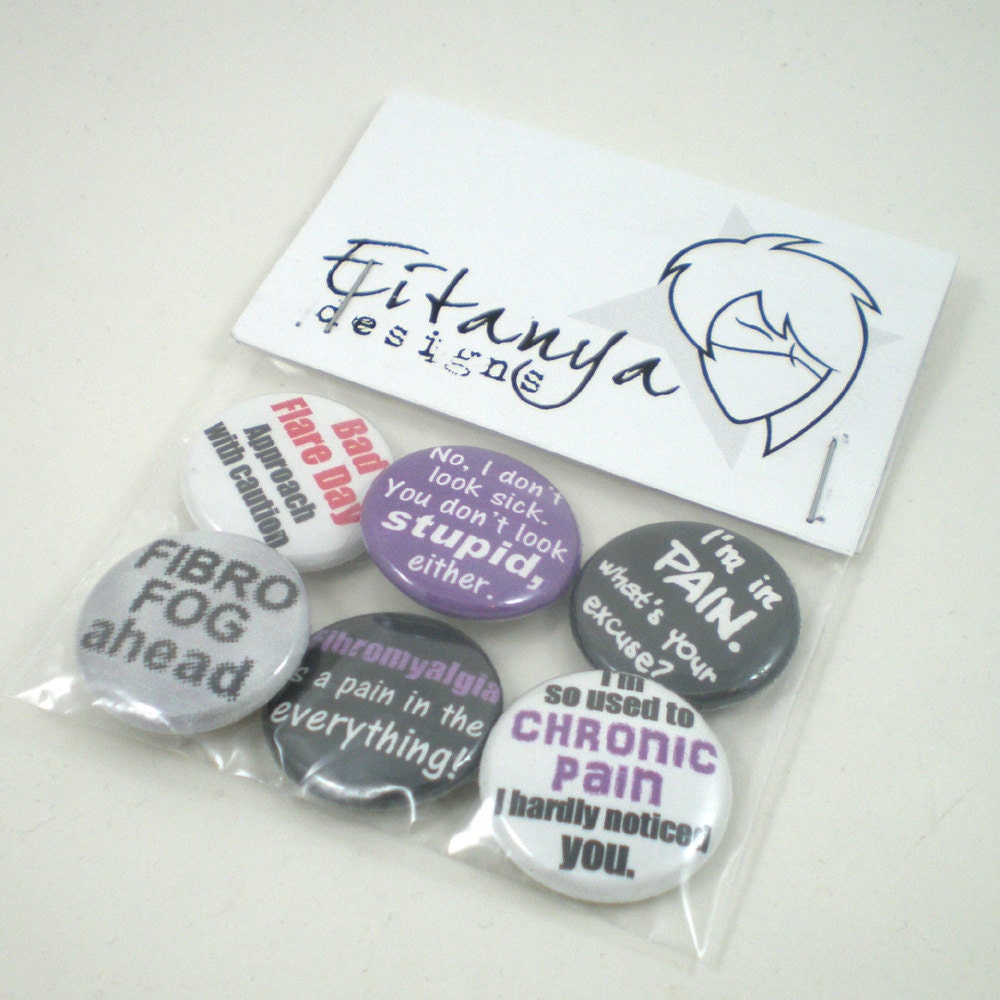 Eitanya
designs
Bad
Flare Day
Approach
with caution
No, I don't
look sick.
You don't look
stupid,
either.
I'm in
PAIN.
what's your
excuse?
FIBRO
FOG
ahead
Fibromyalgia
is a pain in the
everything!
I'm
so used to
CHRONIC
PAIN
I hardly noticed
you.